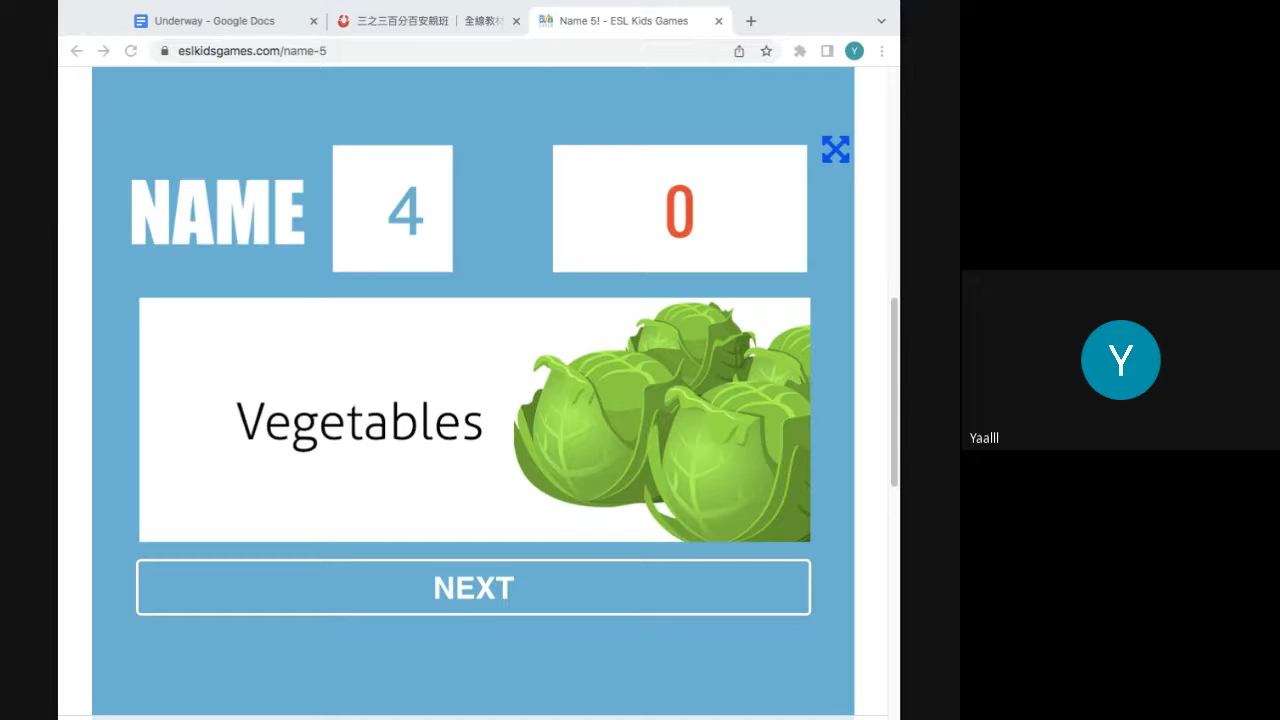 Underway - Google Docs
三之三百分百安親班 | 全線教材
Name 5! - ESL Kids Games
eslkidsgames.com/name-5
Y
NAME 4 0
Vegetables
NEXT
Y
Yaalll